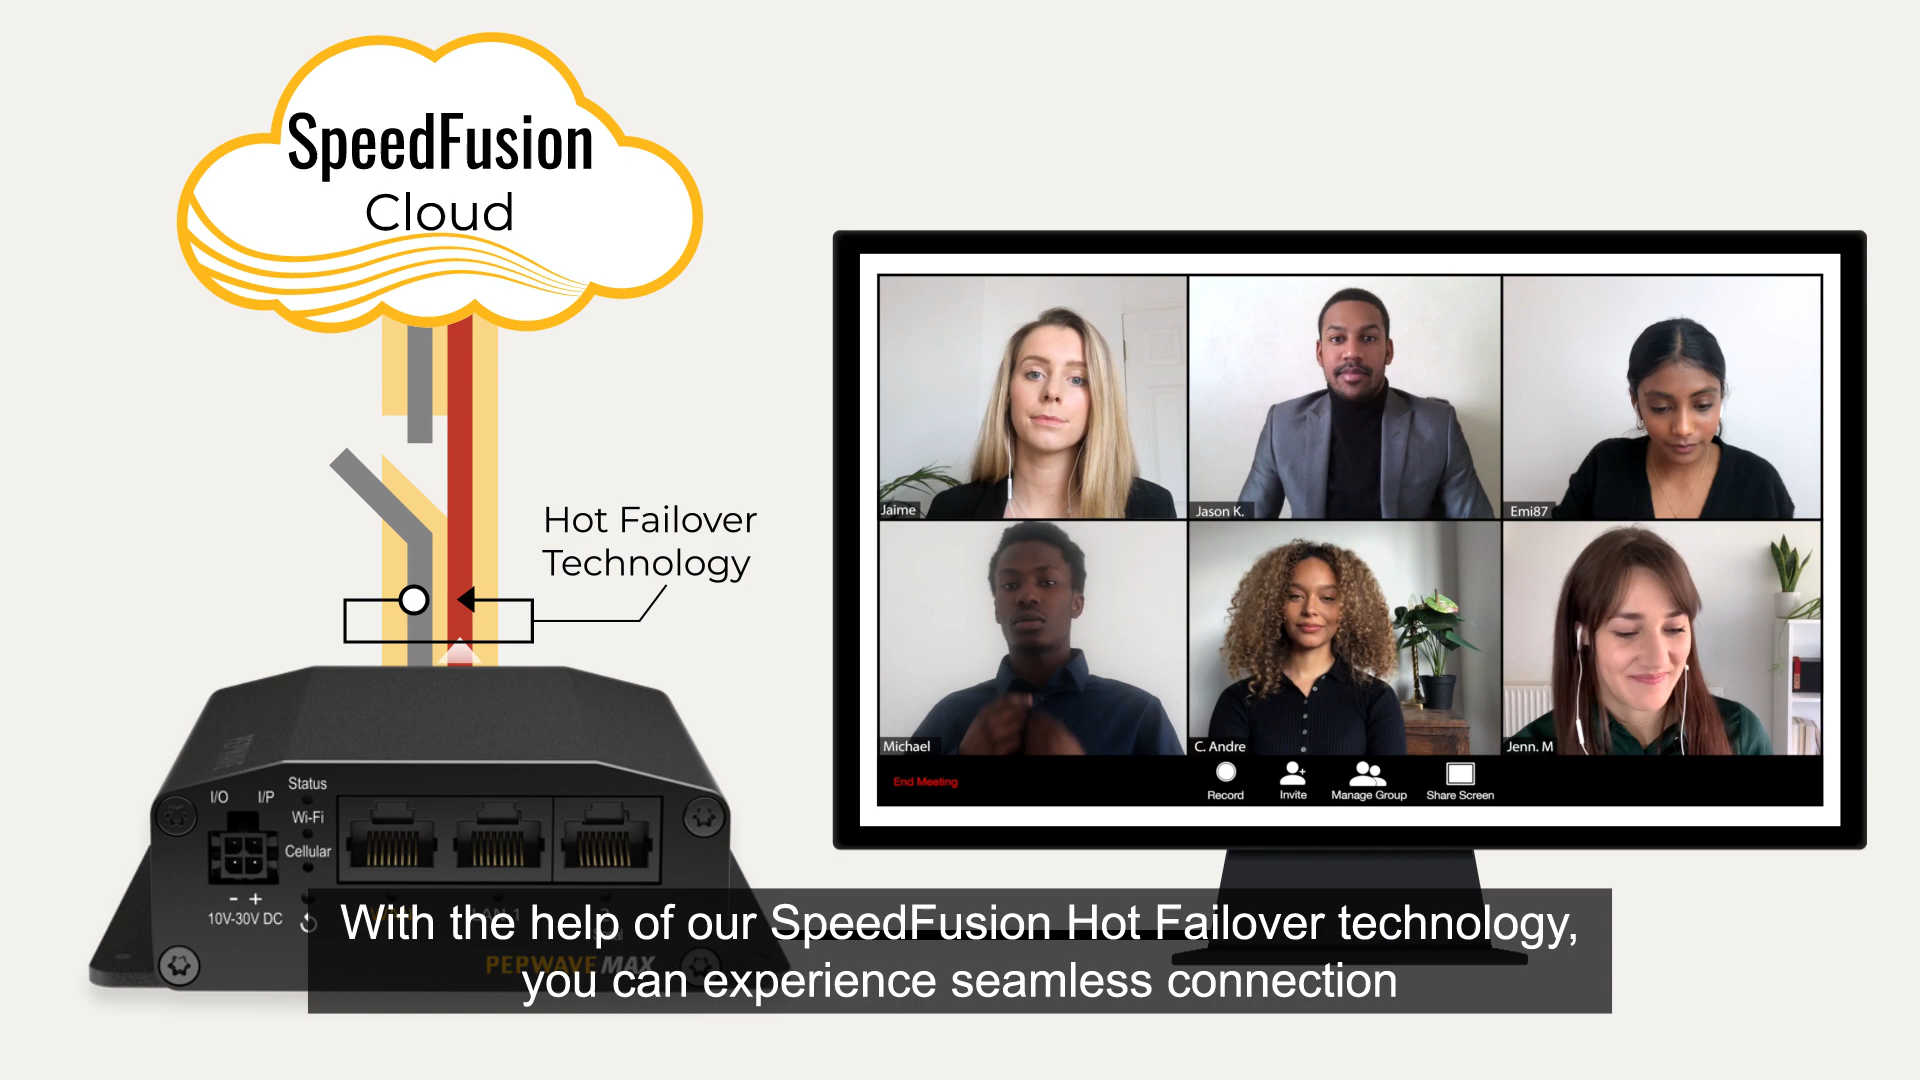 SpeedFusion
Cloud
Hot Failover
Technology
Jaime
Jason K.
Emi87
Michael
C. Andre
Jenn. M
End Meeting
Record
Invite
Manage Group
Share Screen
I/O
I/P
Status
Wi-Fi
Cellular
- +
10V-30V DC
PEPWAVE MAX
With the help of our SpeedFusion Hot Failover technology,
you can experience seamless connection